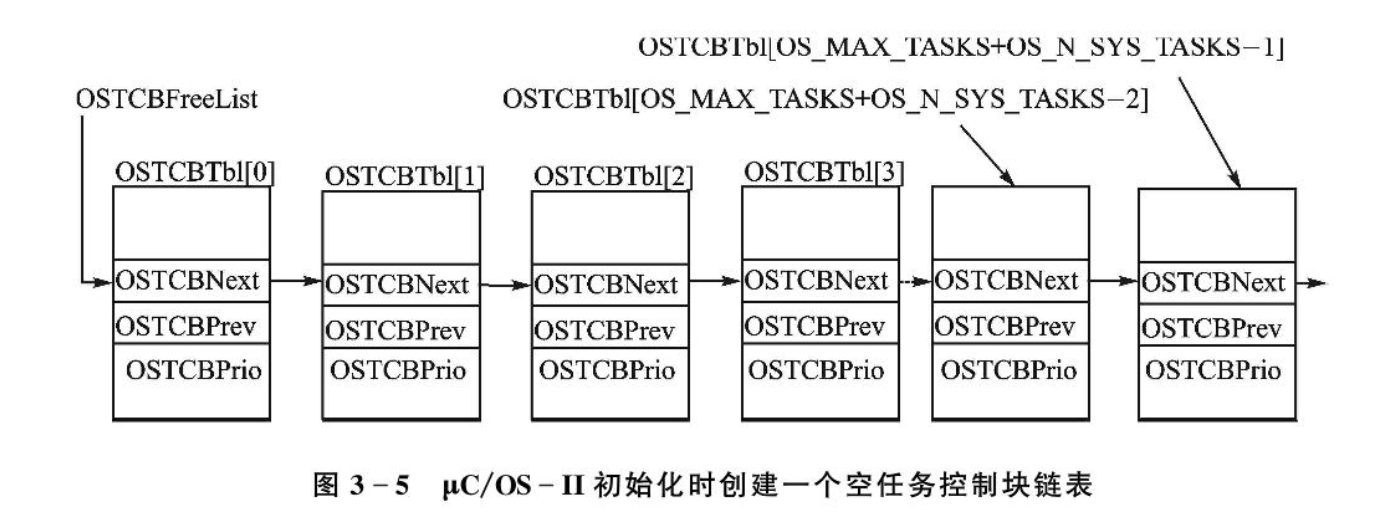 OSTCBTbl[OS_MAX_TASKS+OS_N_SYS_TASKS−1]
OSTCBFreeList
OSTCBTbl[OS_MAX_TASKS+OS_N_SYS_TASKS−2]
OSTCBTbl[0]
OSTCBTbl[1]
OSTCBTbl[2]
OSTCBTbl[3]
OSTCBNext
OSTCBNext
OSTCBNext
OSTCBNext
OSTCBNext
OSTCBNext
OSTCBPrev
OSTCBPrev
OSTCBPrev
OSTCBPrev
OSTCBPrev
OSTCBPrev
OSTCBPrio
OSTCBPrio
OSTCBPrio
OSTCBPrio
OSTCBPrio
OSTCBPrio
图 3-5 μC/OS-II 初始化时创建一个空任务控制块链表